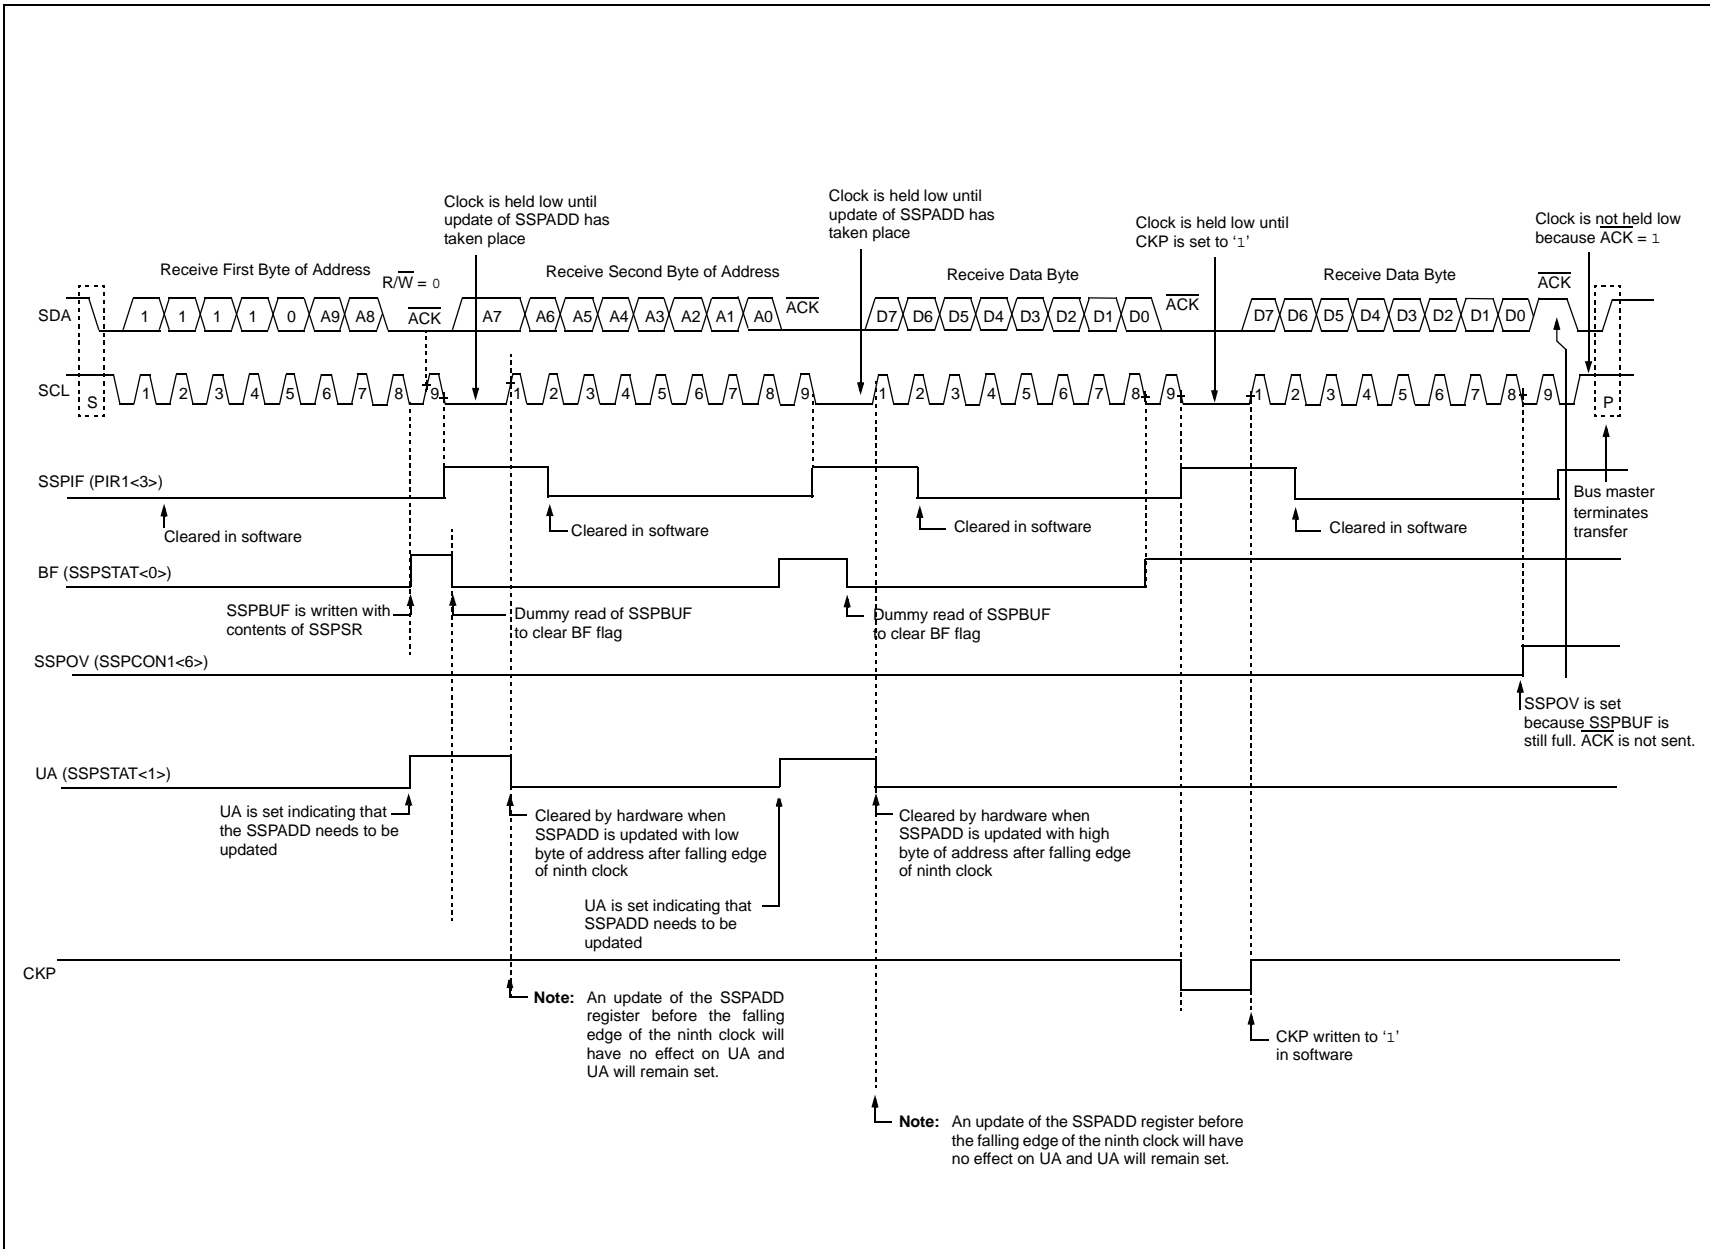 Clock is held low until
update of SSPADD has
taken place
Clock is held low until
update of SSPADD has
taken place
Clock is held low until
CKP is set to ‘1’
Clock is not held low
because ACK = 1
Receive First Byte of Address
R/W = 0
Receive Second Byte of Address
Receive Data Byte
Receive Data Byte
SDA
1 1 1 1 0 A9 A8 ACK A7 A6 A5 A4 A3 A2 A1 A0 ACK D7 D6 D5 D4 D3 D2 D1 D0 ACK D7 D6 D5 D4 D3 D2 D1 D0 ACK
SCL
S 1 2 3 4 5 6 7 8 9 1 2 3 4 5 6 7 8 9 1 2 3 4 5 6 7 8 9 1 2 3 4 5 6 7 8 9 P
SSPIF (PIR1<3>)
Cleared in software
Cleared in software
Cleared in software
Cleared in software
Bus master
terminates
transfer
BF (SSPSTAT<0>)
SSPBUF is written with
contents of SSPSR
Dummy read of SSPBUF
to clear BF flag
Dummy read of SSPBUF
to clear BF flag
SSPOV (SSPCON1<6>)
SSPOV is set
because SSPBUF is
still full. ACK is not sent.
UA (SSPSTAT<1>)
UA is set indicating that
the SSPADD needs to be
updated
Cleared by hardware when
SSPADD is updated with low
byte of address after falling edge
of ninth clock
UA is set indicating that
SSPADD needs to be
updated
Cleared by hardware when
SSPADD is updated with high
byte of address after falling edge
of ninth clock
CKP
Note: An update of the SSPADD
register before the falling
edge of the ninth clock will
have no effect on UA and
UA will remain set.
CKP written to ‘1’
in software
Note: An update of the SSPADD register before
the falling edge of the ninth clock will have
no effect on UA and UA will remain set.